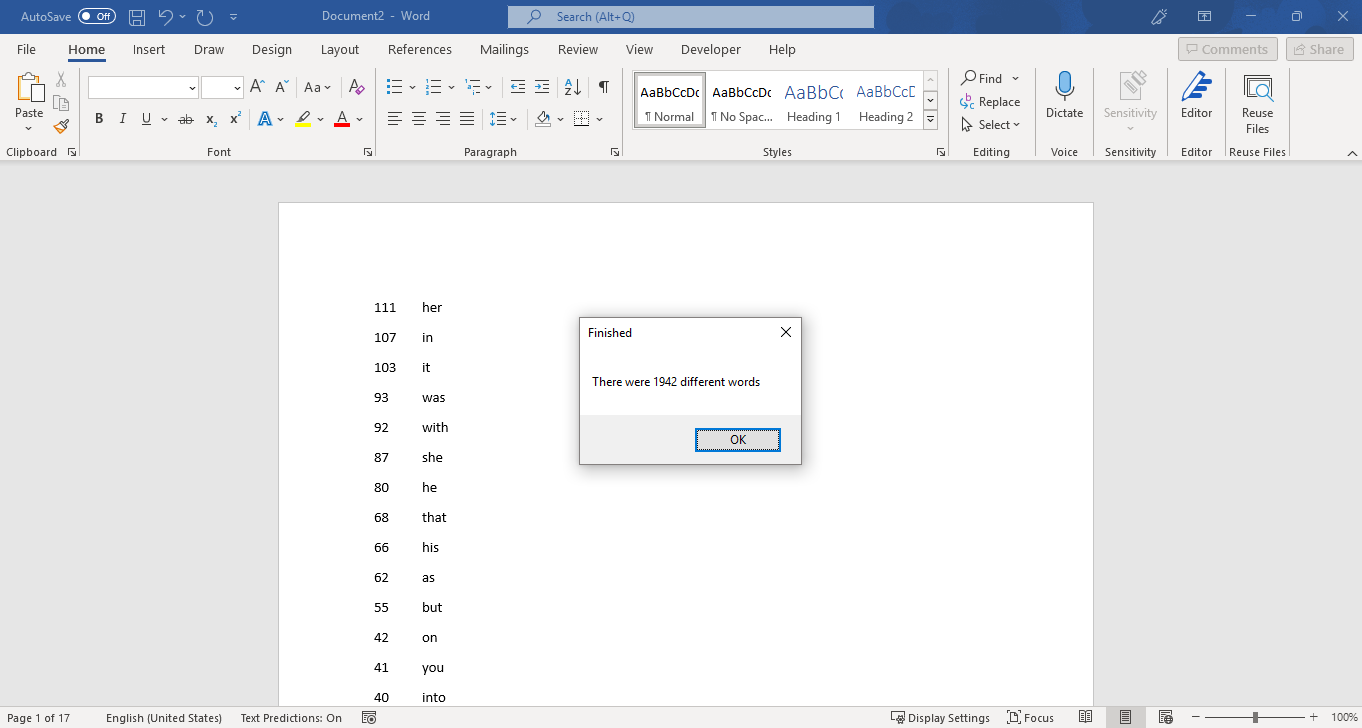 AutoSave Off Document2 - Word Search (Alt+Q)
File Home Insert Draw Design Layout References Mailings Review View Developer Help Comments Share
Paste
Clipboard
Aa
B I U ab x2 x2 A A
Font
A Z ¶
Paragraph
AaBbCcDc AaBbCcDc AaBbCc AaBbCcD
¶ Normal ¶ No Spac... Heading 1 Heading 2
Styles
Find
Replace
Select
Editing
Dictate
Voice
Sensitivity
Sensitivity
Editor
Editor
Reuse
Files
Reuse Files
111 her
107 in
103 it
93 was
92 with
87 she
80 he
68 that
66 his
62 as
55 but
42 on
41 you
40 into
Finished
There were 1942 different words
OK
Page 1 of 17 English (United States) Text Predictions: On Display Settings Focus 100%